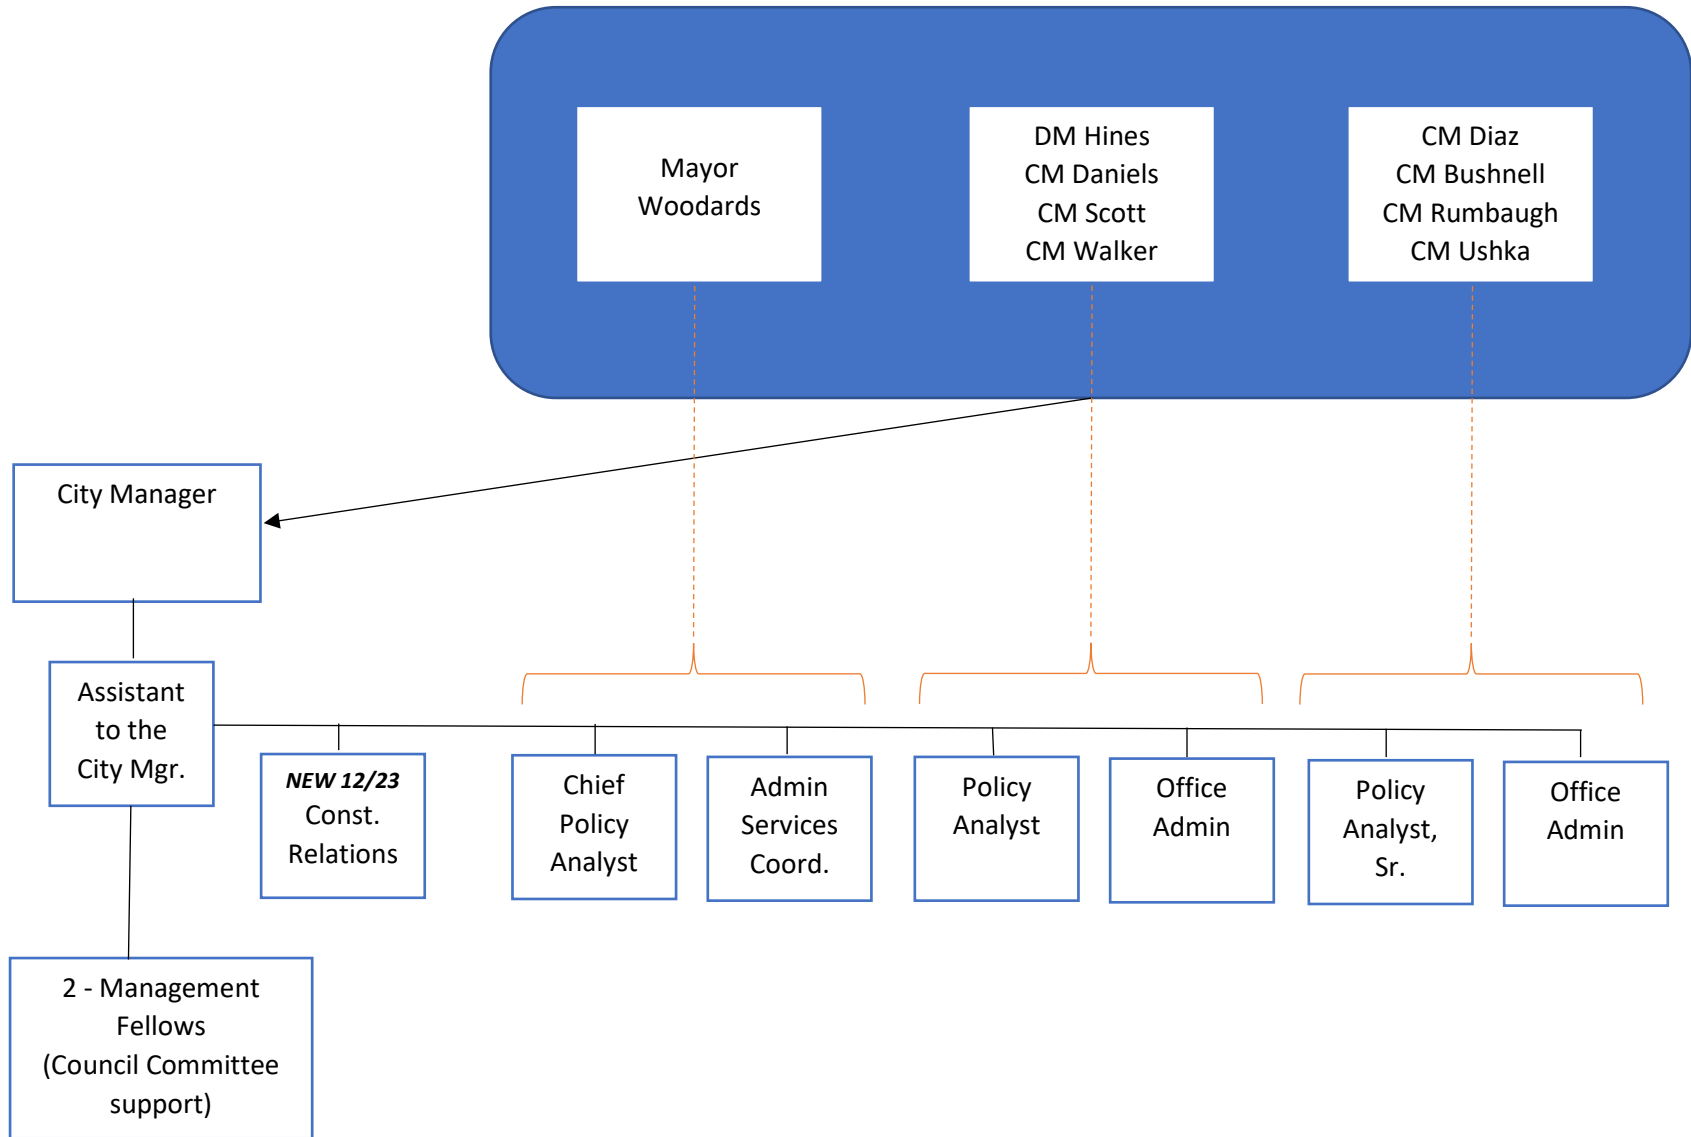 Mayor
Woodards
DM Hines
CM Daniels
CM Scott
CM Walker
CM Diaz
CM Bushnell
CM Rumbaugh
CM Ushka
City Manager
Assistant
to the
City Mgr.
NEW 12/23
Const.
Relations
Chief
Policy
Analyst
Admin
Services
Coord.
Policy
Analyst
Office
Admin
Policy
Analyst,
Sr.
Office
Admin
2 - Management
Fellows
(Council Committee
support)